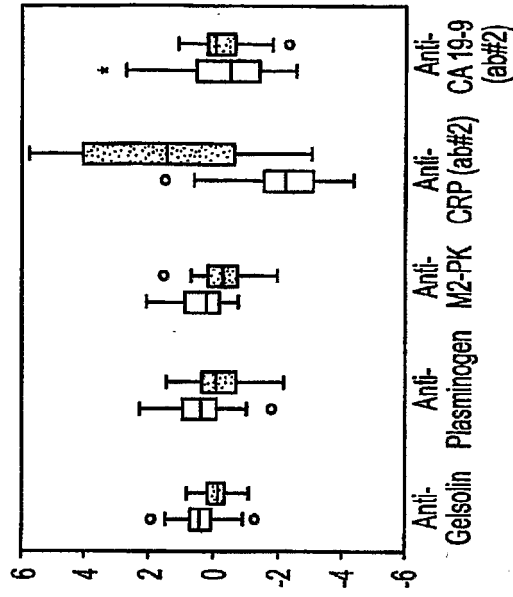 6
4
2
0
-2
-4
-6
Anti-
Gelsolin
Anti-
Plasminogen
Anti-
M2-PK
Anti-
CRP (ab#2)
Anti-
CA 19-9
(ab#2)